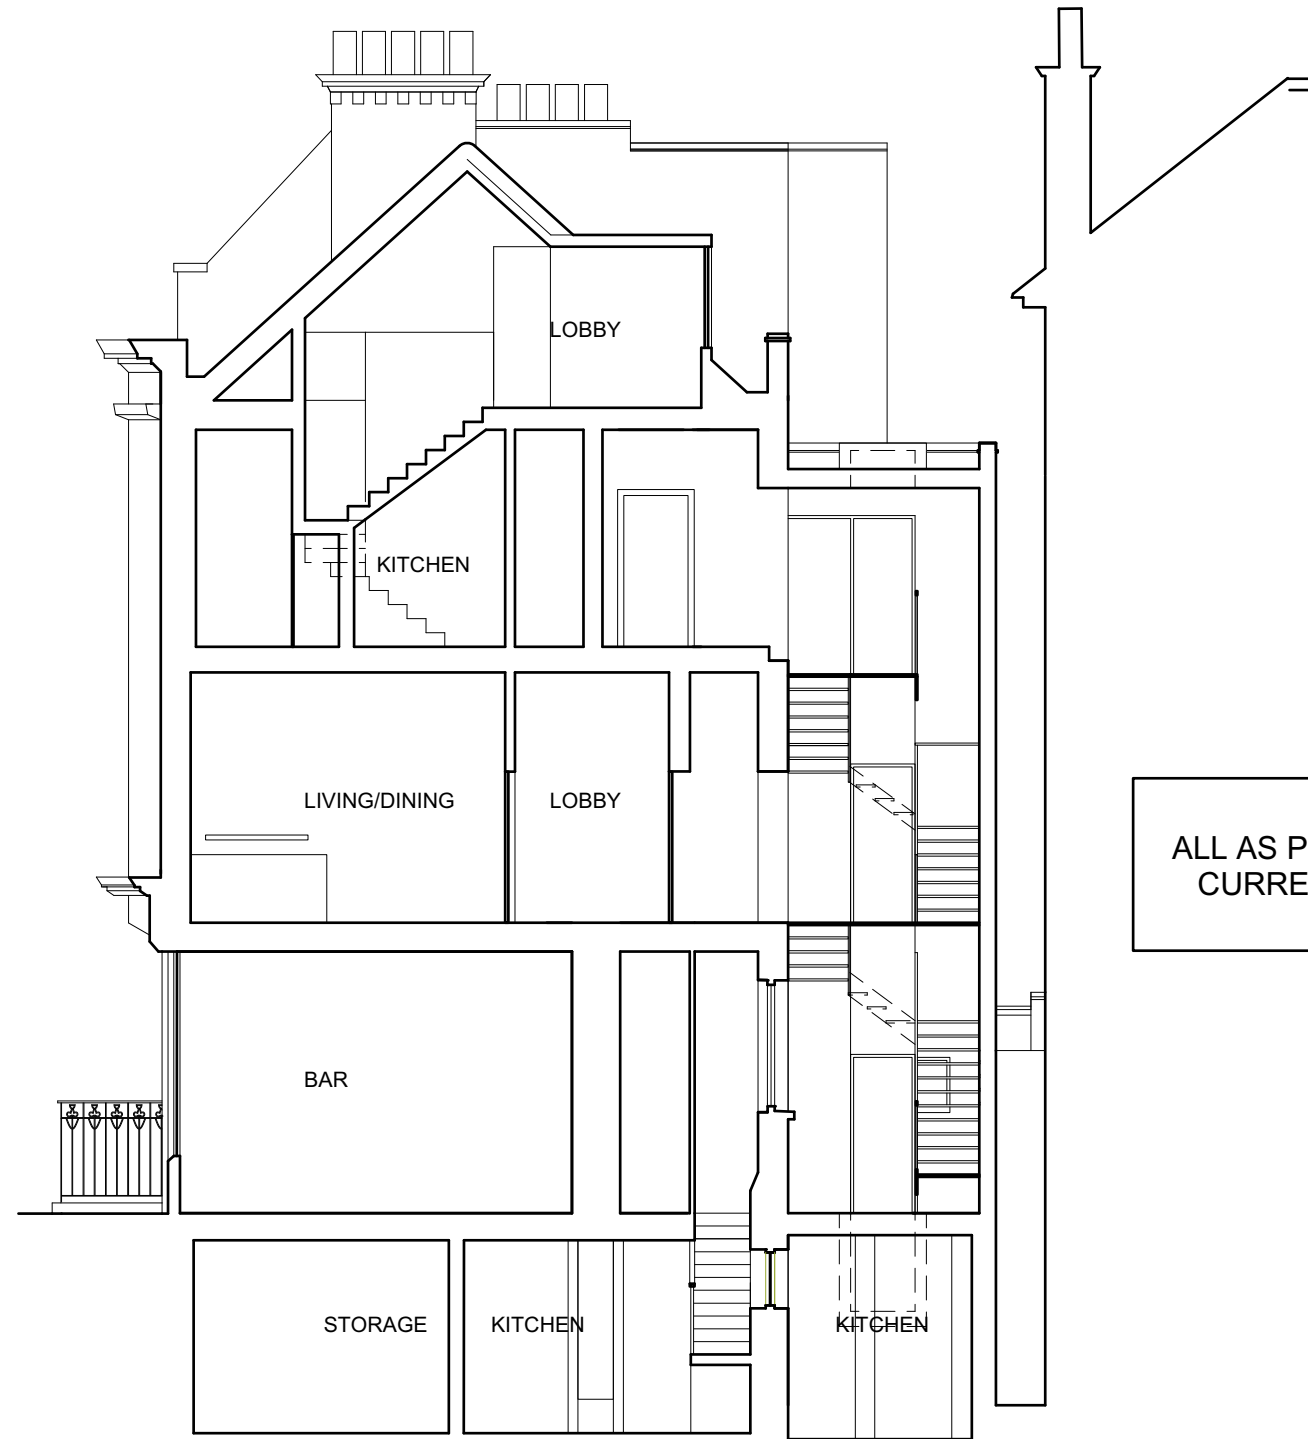 LOBBY
KITCHEN
LIVING/DINING
LOBBY
BAR
STORAGE
KITCHEN
KITCHEN
ALL AS P
CURRE